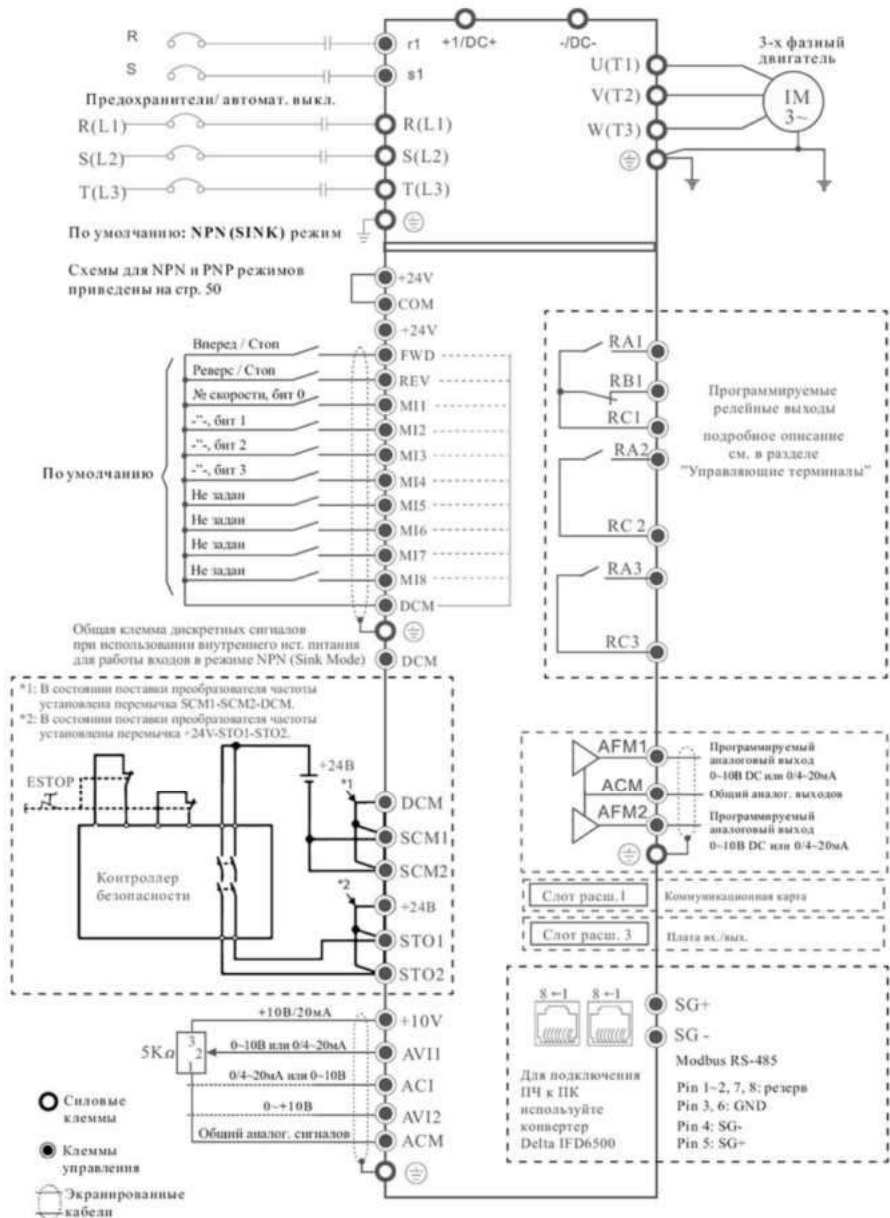 R
r1
+1/DC+
-/DC-
S
s1
Предохранители/ автомат. выкл.
R(L1)
R(L1)
S(L2)
S(L2)
T(L3)
T(L3)
U(T1)
V(T2)
W(T3)
3-х фазный
двигатель
IM
3~
По умолчанию: NPN (SINK) режим
Схемы для NPN и PNP режимов
приведены на стр. 50
+24V
COM
+24V
По умолчанию
Вперед / Стоп
FWD
Реверс / Стоп
REV
№ скорости, бит 0
MI1
-"-, бит 1
MI2
-"-, бит 2
MI3
-"-, бит 3
MI4
Не задан
MI5
Не задан
MI6
Не задан
MI7
Не задан
MI8
DCM
Общая клемма дискретных сигналов
при использовании внутреннего ист. питания
для работы входов в режиме NPN (Sink Mode)
DCM
RA1
RB1
RC1
RA2
RC 2
RA3
RC3
Программируемые
релейные выходы
подробное описание
см. в разделе
"Управляющие терминалы"
*1: В состоянии поставки преобразователя частоты
установлена перемычка SCM1-SCM2-DCM.
*2: В состоянии поставки преобразователя частоты
установлены перемычка +24V-STO1-STO2.
ESTOP
+24В
*1
DCM
SCM1
SCM2
Контроллер
безопасности
*2
+24В
STO1
STO2
AFM1
Программируемый
аналоговый выход
0~10В DC или 0/4~20мА
ACM
Общий аналог. выходов
AFM2
Программируемый
аналоговый выход
0~10В DC или 0/4~20мА
Слот расш.1
Коммуникационная карта
Слот расш. 3
Плата вх./вых.
+10В/20мА
+10V
5Kα
3
2
0~10В или 0/4~20мА
AVI1
0/4~20мА или 0~10В
ACI
0~+10В
AVI2
Общий аналог. сигналов
ACM
8←1
8←1
SG+
SG -
Modbus RS-485
Для подключения
ПЧ к ПК
используйте
конвертер
Delta IFD6500
Pin 1~2, 7, 8: резерв
Pin 3, 6: GND
Pin 4: SG-
Pin 5: SG+
Силовые
клеммы
Клеммы
управления
Экранированные
кабели